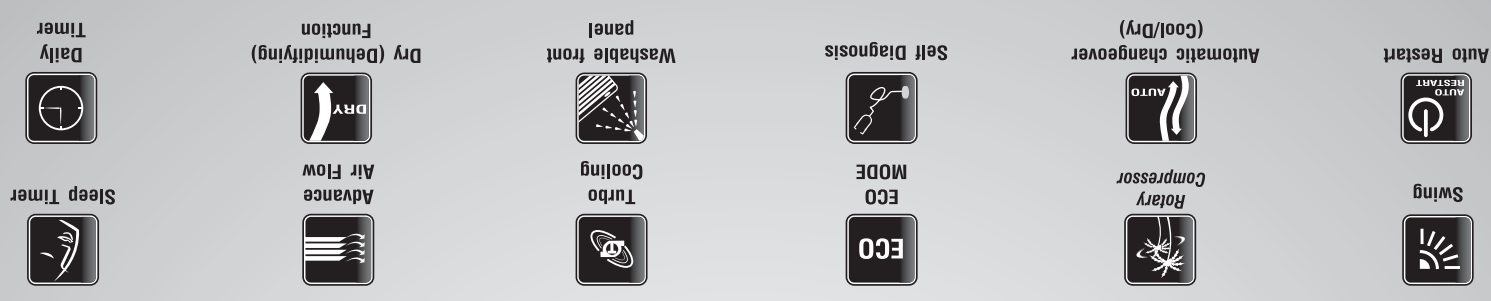 Swing
Rotary
Compressor
ECO
ECO
MODE
T
Turbo
Cooling
Advance
Air Flow
Sleep Timer
AUTO
RESTART
Auto Restart
AUTO
Automatic changeover
(Cool/Dry)
Self Diagnosis
Washable front
panel
DRY
Dry (Dehumidifying)
Function
Daily
Timer